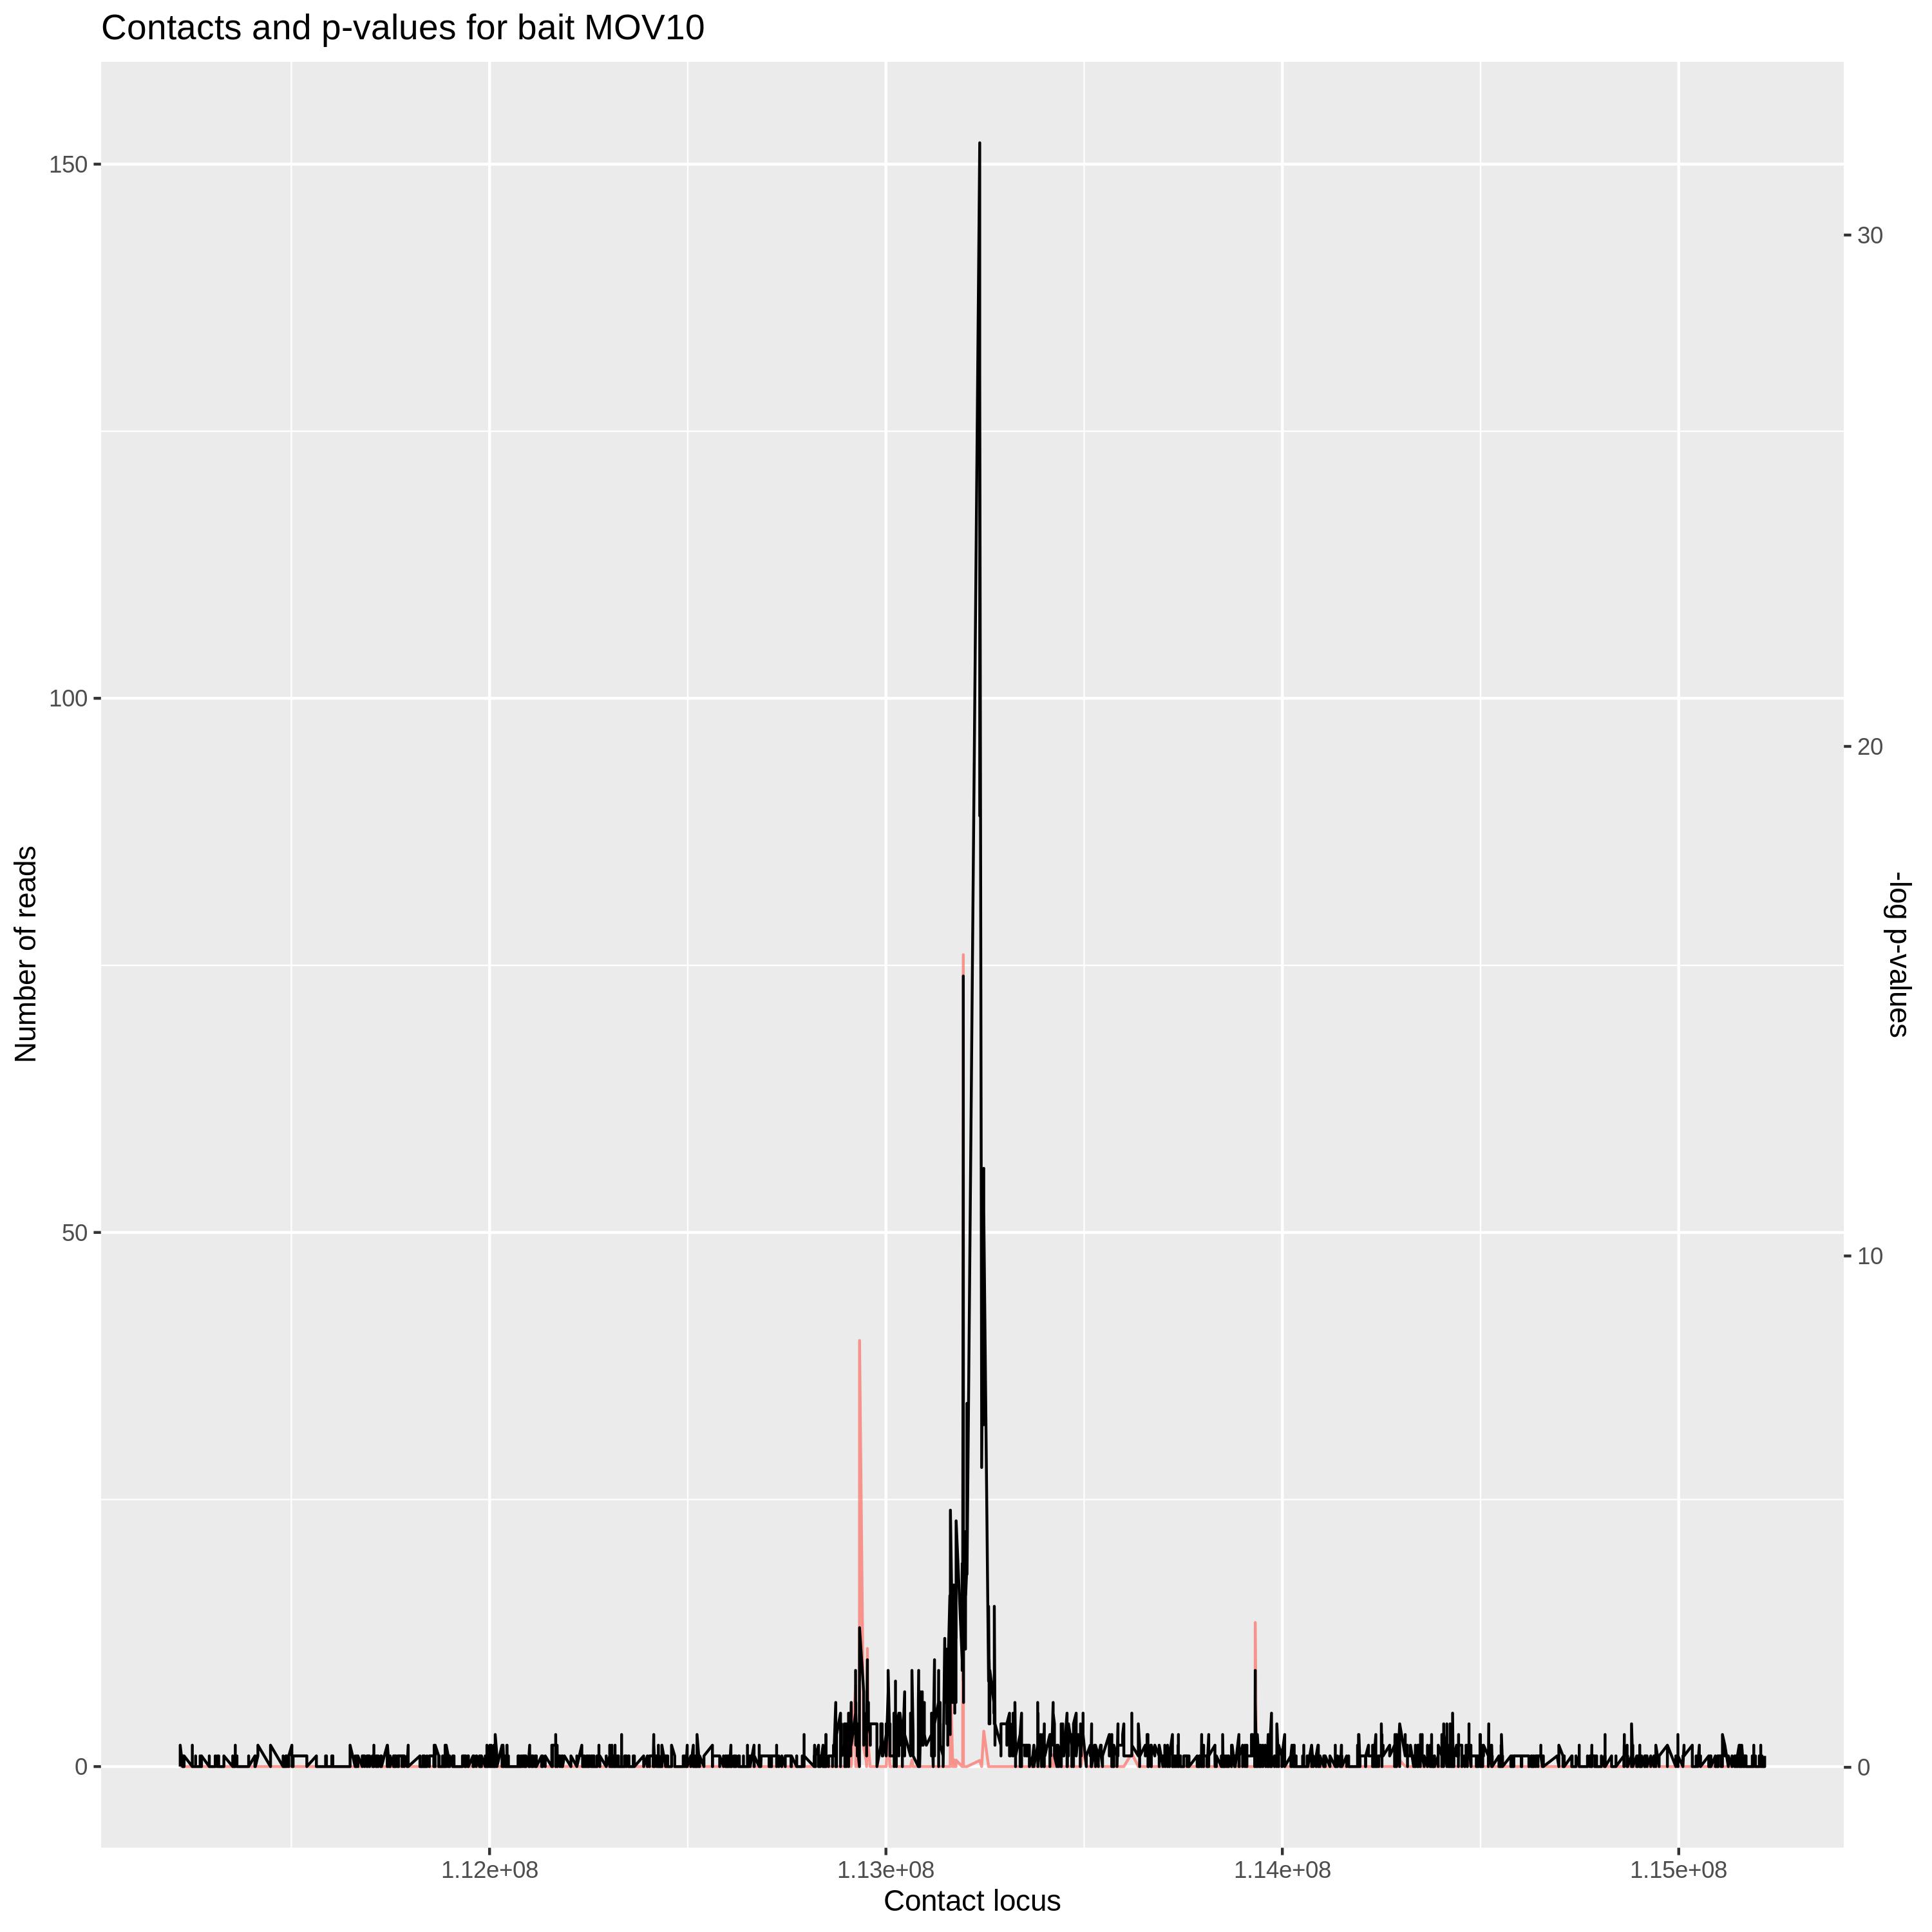 Contacts and p-values for bait MOV10
150
100
50
0
Number of reads
30
20
10
0
-log p-values
1.12e+08
1.13e+08
1.14e+08
1.15e+08
Contact locus